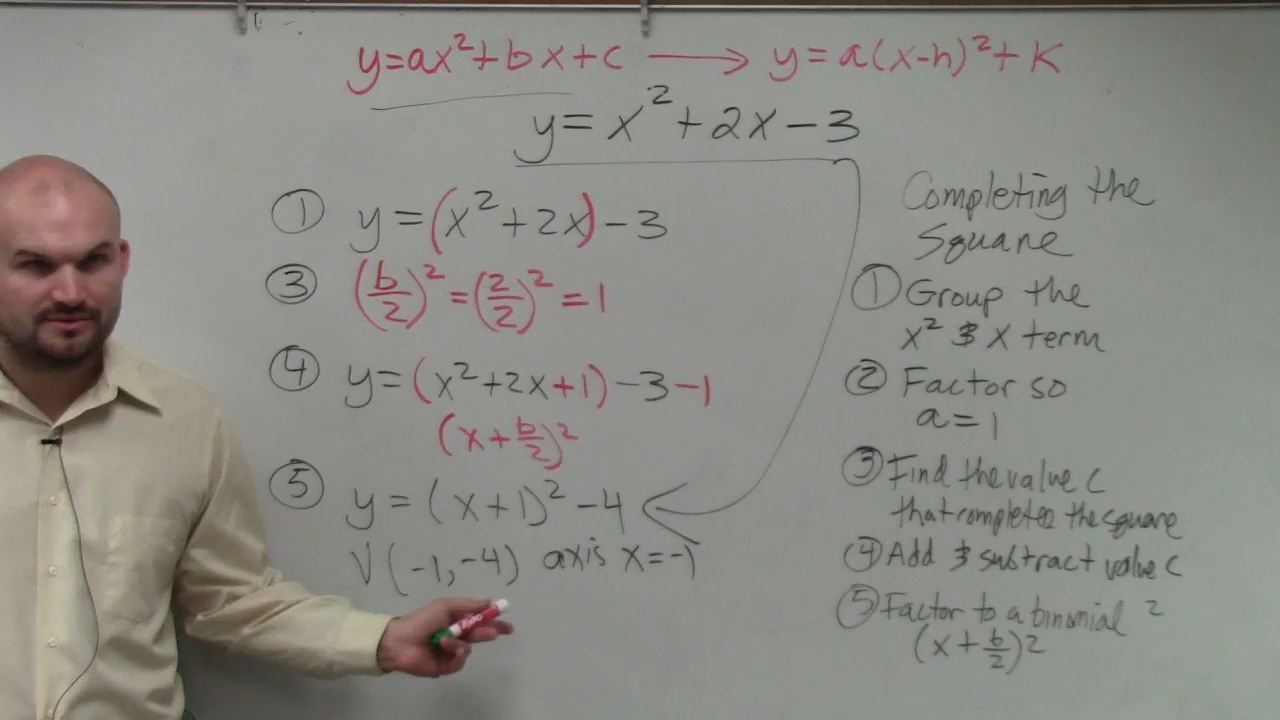 y=ax²+bx+c → y=a(x-h)²+K
y=x²+2x-3
① y=(x²+2x)-3
③ (b/2)²=(2/2)²=1
④ y=(x²+2x+1)-3-1
(x+b/2)²
⑤ y=(x+1)²-4
V(-1,-4) axis x=-1
Completing the
Square
① Group the
x² & x term
② Factor so
a=1
③ Find the value c
that completes the square
④ Add & subtract value c
⑤ Factor to a binomial ²
(x+b/2)²